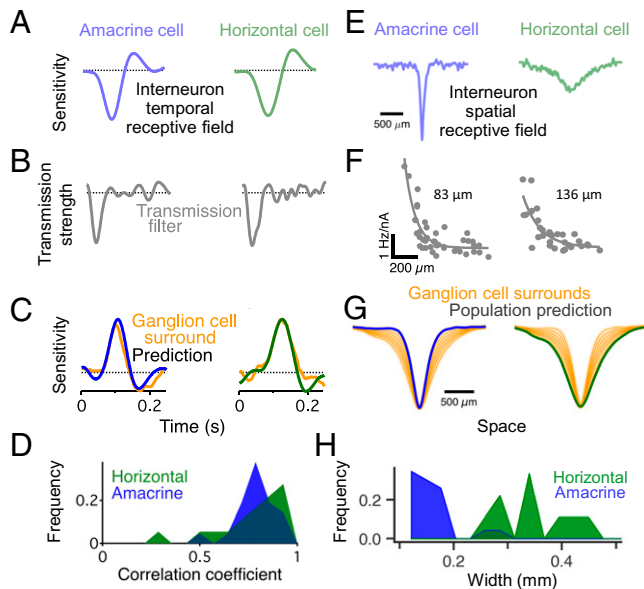 A
Amacrine cell
Horizontal cell
Sensitivity
Interneuron
temporal
receptive field
B
Transmission
strength
Transmission
filter
C
Sensitivity
Ganglion cell
surround
Prediction
0
0.2
0
0.2
Time (s)
D
Frequency
0.2
0
Horizontal
Amacrine
0
0.5
1
Correlation coefficient
E
Amacrine cell
Horizontal cell
500 µm
Interneuron
spatial
receptive field
F
83 µm
136 µm
1 Hz/nA
200 µm
G
Ganglion cell surrounds
Population prediction
500 µm
Space
H
Frequency
0.2
0.0
Horizontal
Amacrine
0.2
0.4
Width (mm)